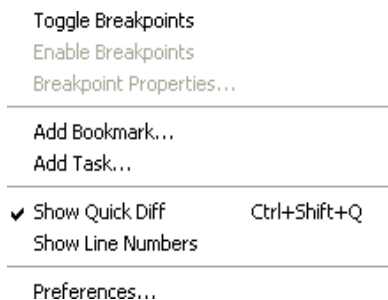 Toggle Breakpoints
Enable Breakpoints
Breakpoint Properties...
Add Bookmark...
Add Task...
Show Quick Diff Ctrl+Shift+Q
Show Line Numbers
Preferences...